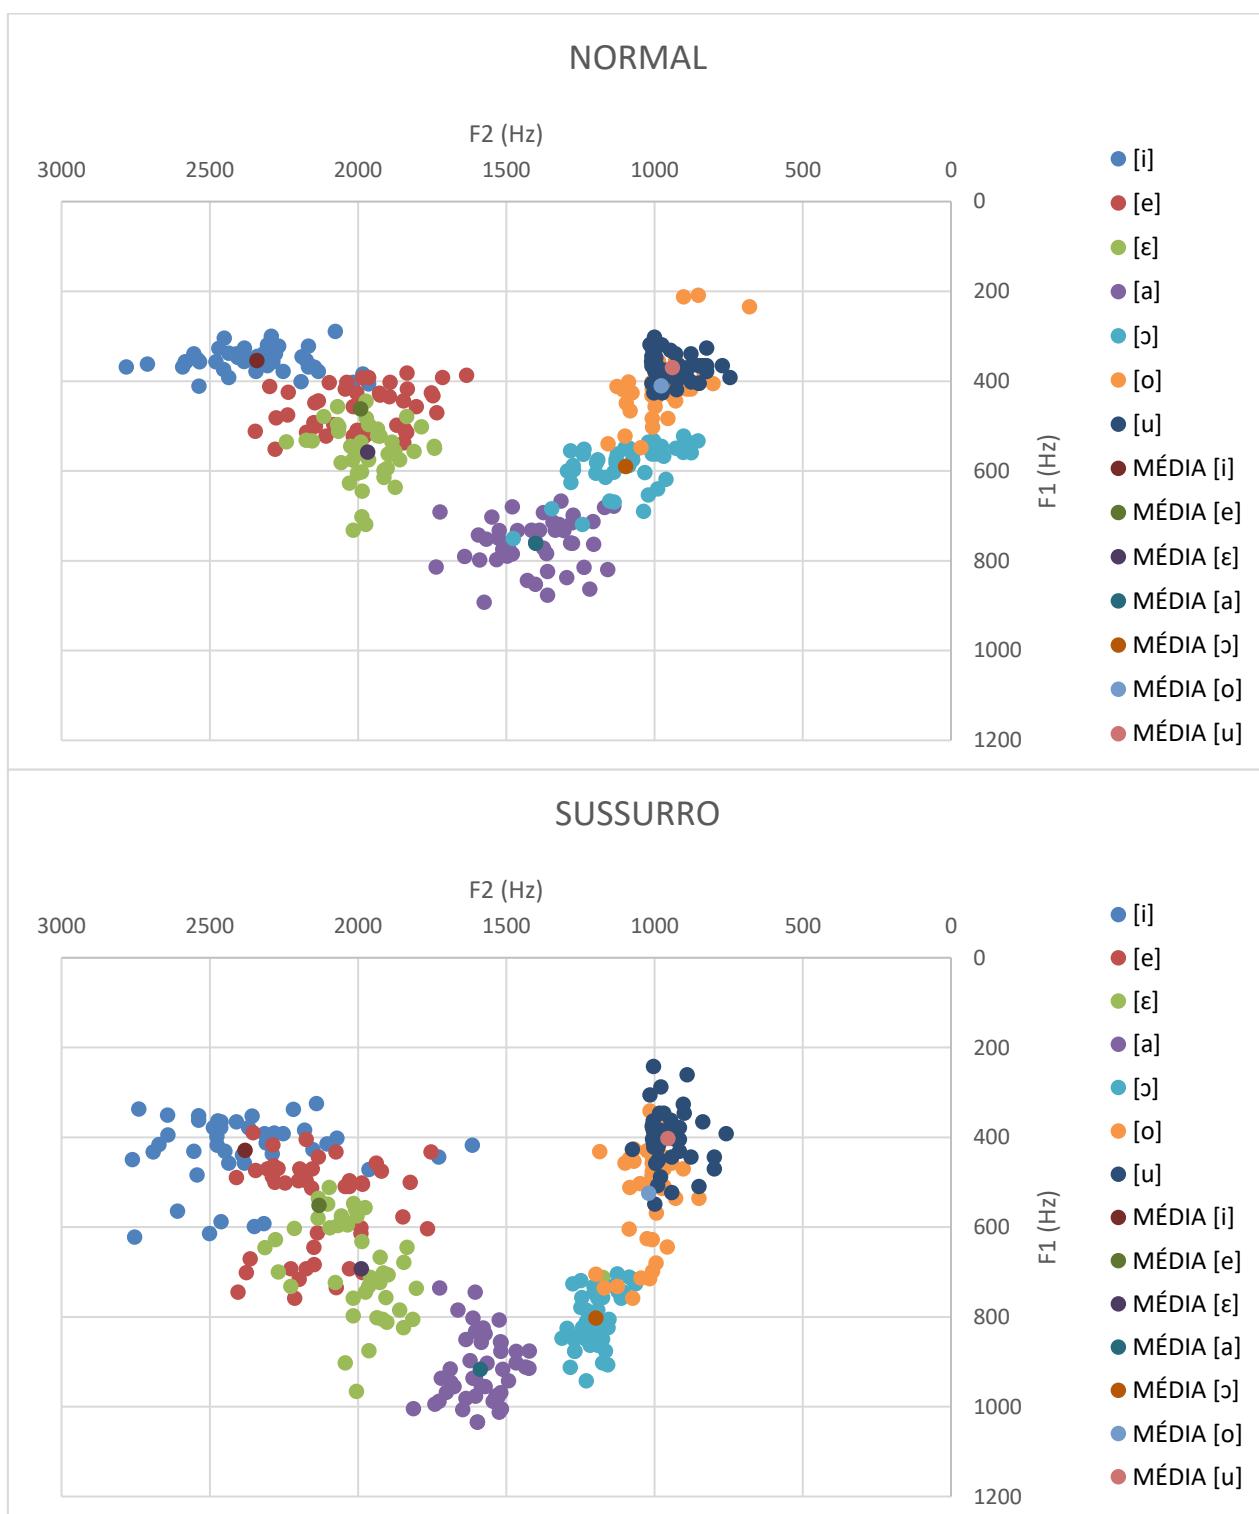 NORMAL
F2 (Hz)
3000 2500 2000 1500 1000 500 0
0
200
400
600
800
1000
1200
F1 (Hz)
[i]
[e]
[ɛ]
[a]
[ɔ]
[o]
[u]
MÉDIA [i]
MÉDIA [e]
MÉDIA [ɛ]
MÉDIA [a]
MÉDIA [ɔ]
MÉDIA [o]
MÉDIA [u]
SUSSURRO
F2 (Hz)
3000 2500 2000 1500 1000 500 0
0
200
400
600
800
1000
1200
F1 (Hz)
[i]
[e]
[ɛ]
[a]
[ɔ]
[o]
[u]
MÉDIA [i]
MÉDIA [e]
MÉDIA [ɛ]
MÉDIA [a]
MÉDIA [ɔ]
MÉDIA [o]
MÉDIA [u]